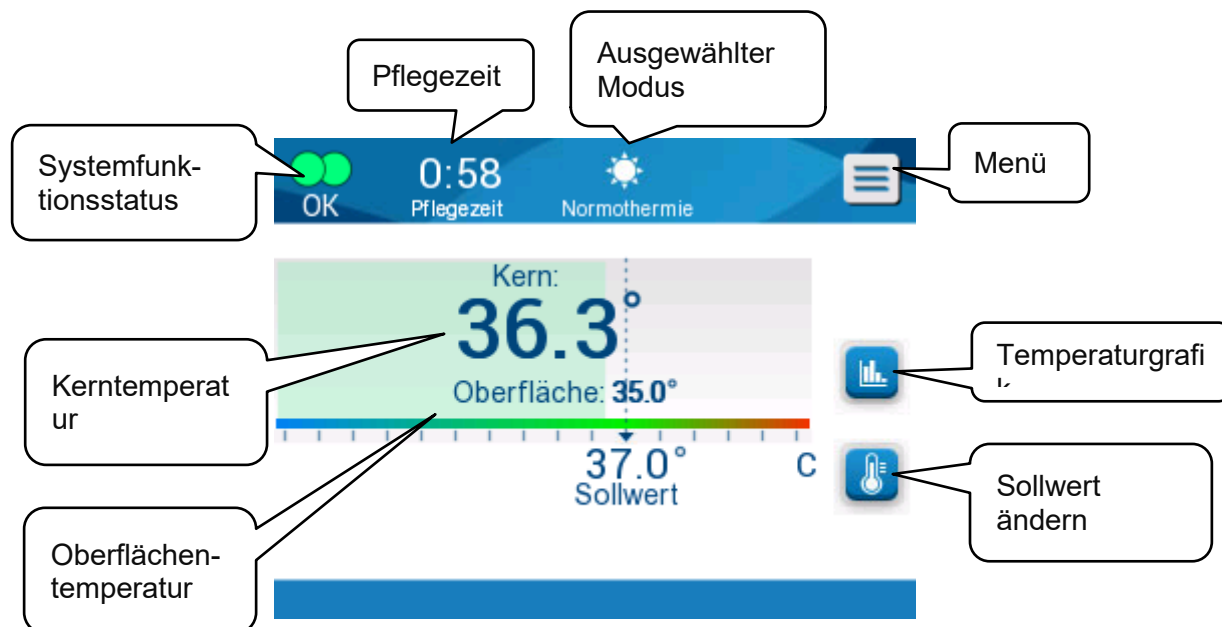 Pflegezeit
Ausgewählter
Modus
Systemfunk-
tionsstatus
Menü
OK
0:58
Pflegezeit
Normothermie
Kern:
36.3°
Oberfläche: 35.0°
37.0° C
Sollwert
Kerntemperat
ur
Oberflächen-
temperatur
Temperaturgrafi
Sollwert
ändern